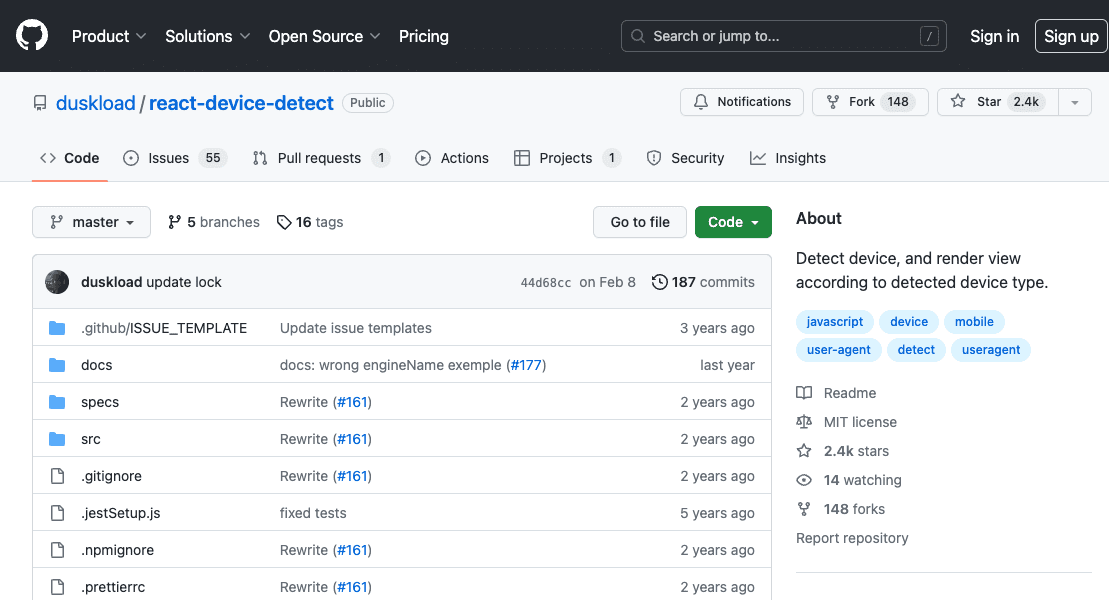 Product Solutions Open Source Pricing Search or jump to... / Sign in Sign up
duskload / react-device-detect Public Notifications Fork 148 Star 2.4k
Code Issues 55 Pull requests 1 Actions Projects 1 Security Insights
master 5 branches 16 tags Go to file Code
duskload update lock 44d68cc on Feb 8 187 commits
.github/ISSUE_TEMPLATE Update issue templates 3 years ago
docs docs: wrong engineName exemple (#177) last year
specs Rewrite (#161) 2 years ago
src Rewrite (#161) 2 years ago
.gitignore Rewrite (#161) 2 years ago
.jestSetup.js fixed tests 5 years ago
.npmignore Rewrite (#161) 2 years ago
.prettierrc Rewrite (#161) 2 years ago
About
Detect device, and render view
according to detected device type.
javascript device mobile
user-agent detect useragent
Readme
MIT license
2.4k stars
14 watching
148 forks
Report repository